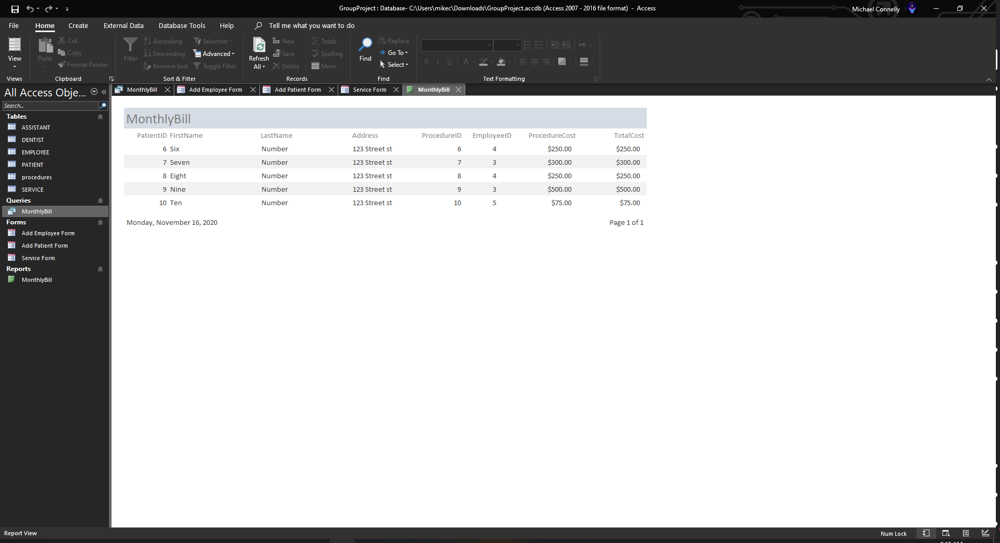 GroupProject : Database- C:\Users\mikec\Downloads\GroupProject.accdb (Access 2007 - 2016 file format) - Access
Michael Connelly
File Home Create External Data Database Tools Help Tell me what you want to do
View
Views
Paste
Cut
Copy
Format Painter
Clipboard
Filter
Ascending
Descending
Remove Sort
Selection
Advanced
Toggle Filter
Sort & Filter
Refresh
All
New
Save
Delete
Totals
Spelling
More
Records
Find
Replace
Go To
Select
Find
B I U A
Text Formatting
All Access Obje...
Search...
Tables
ASSISTANT
DENTIST
EMPLOYEE
PATIENT
procedures
SERVICE
Queries
MonthlyBill
Forms
Add Employee Form
Add Patient Form
Service Form
Reports
MonthlyBill
MonthlyBill Add Employee Form Add Patient Form Service Form MonthlyBill
MonthlyBill
PatientID FirstName LastName Address ProcedureID EmployeeID ProcedureCost TotalCost
6 Six Number 123 Street st 6 4 $250.00 $250.00
7 Seven Number 123 Street st 7 3 $300.00 $300.00
8 Eight Number 123 Street st 8 4 $250.00 $250.00
9 Nine Number 123 Street st 9 3 $500.00 $500.00
10 Ten Number 123 Street st 10 5 $75.00 $75.00
Monday, November 16, 2020 Page 1 of 1
Report View
Num Lock